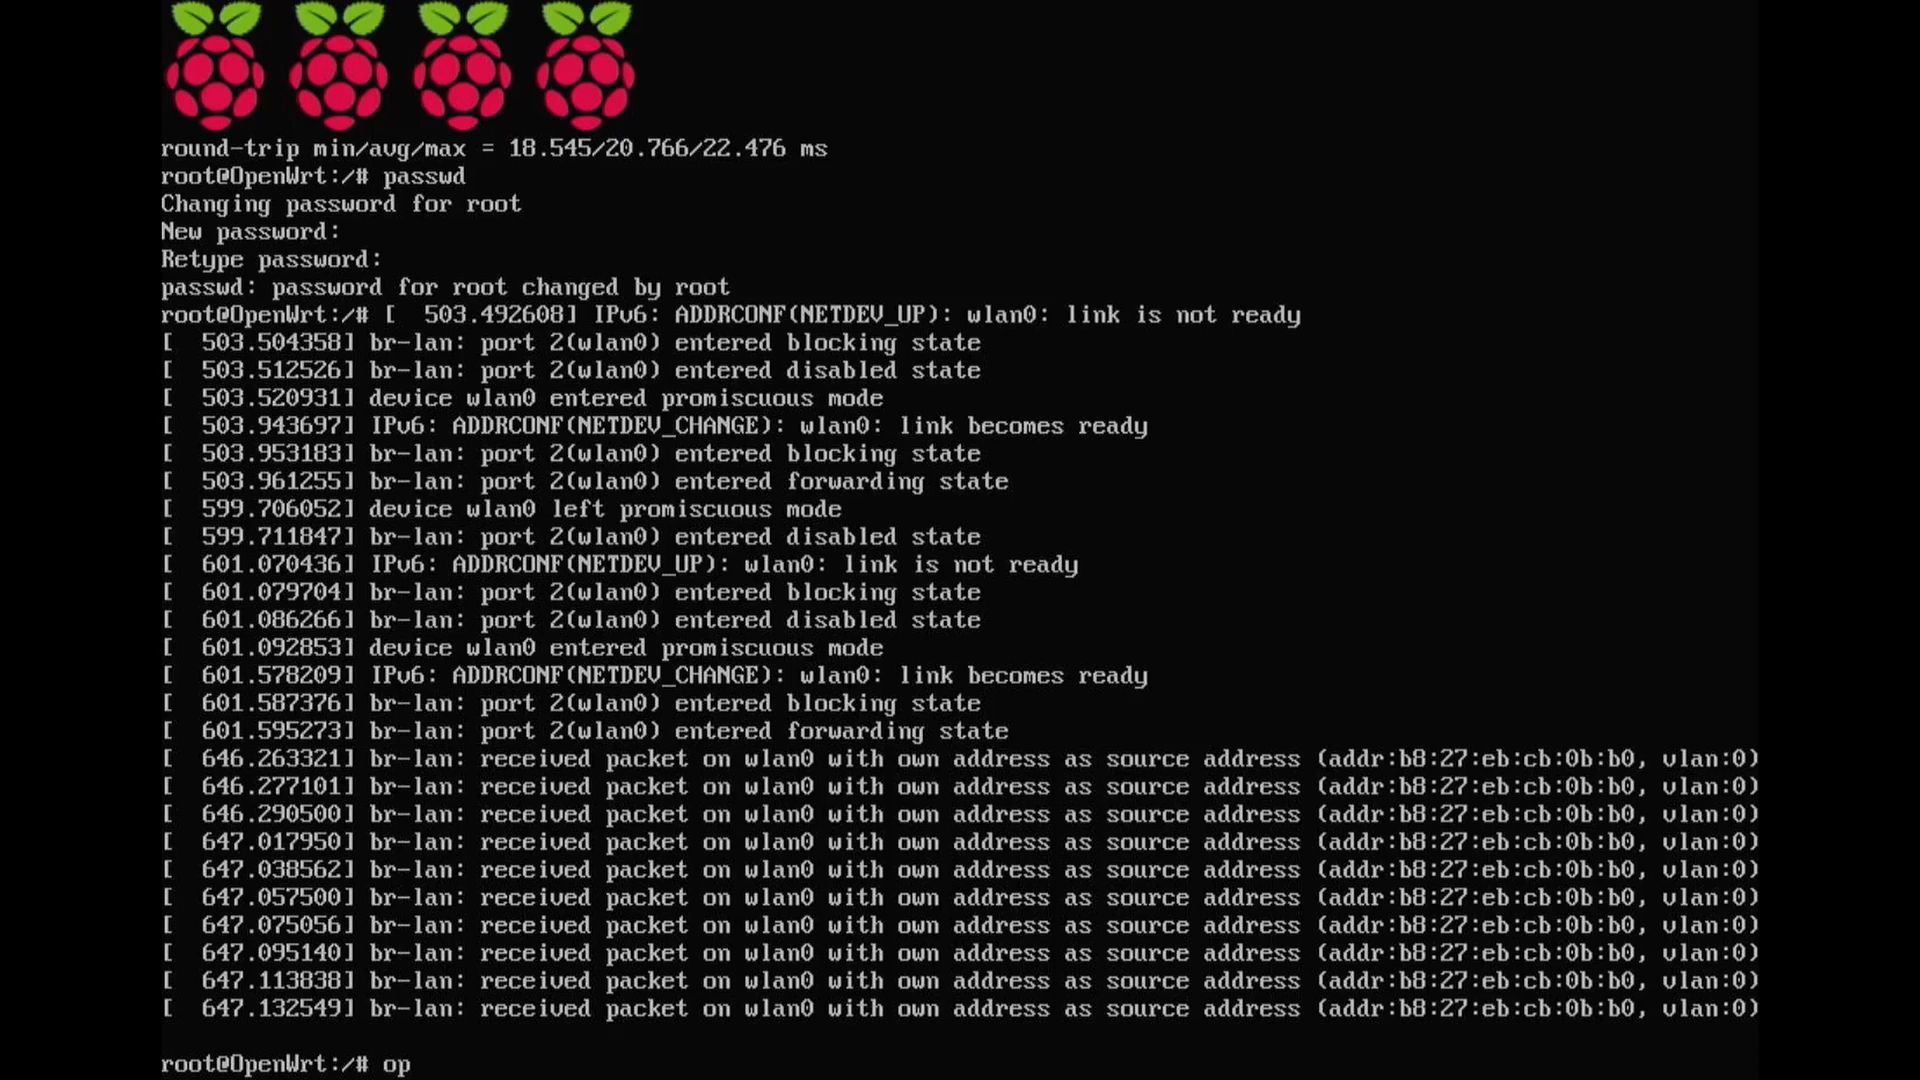 round-trip min/avg/max = 18.545/20.766/22.476 ms
root@OpenWrt:/# passwd
Changing password for root
New password:
Retype password:
passwd: password for root changed by root
root@OpenWrt:/# [  503.492608] IPv6: ADDRCONF(NETDEV_UP): wlan0: link is not ready
[  503.504358] br-lan: port 2(wlan0) entered blocking state
[  503.512526] br-lan: port 2(wlan0) entered disabled state
[  503.520931] device wlan0 entered promiscuous mode
[  503.943697] IPv6: ADDRCONF(NETDEV_CHANGE): wlan0: link becomes ready
[  503.953183] br-lan: port 2(wlan0) entered blocking state
[  503.961255] br-lan: port 2(wlan0) entered forwarding state
[  599.706052] device wlan0 left promiscuous mode
[  599.711847] br-lan: port 2(wlan0) entered disabled state
[  601.070436] IPv6: ADDRCONF(NETDEV_UP): wlan0: link is not ready
[  601.079704] br-lan: port 2(wlan0) entered blocking state
[  601.086266] br-lan: port 2(wlan0) entered disabled state
[  601.092853] device wlan0 entered promiscuous mode
[  601.578209] IPv6: ADDRCONF(NETDEV_CHANGE): wlan0: link becomes ready
[  601.587376] br-lan: port 2(wlan0) entered blocking state
[  601.595273] br-lan: port 2(wlan0) entered forwarding state
[  646.263321] br-lan: received packet on wlan0 with own address as source address (addr:b8:27:eb:cb:0b:b0, vlan:0)
[  646.277101] br-lan: received packet on wlan0 with own address as source address (addr:b8:27:eb:cb:0b:b0, vlan:0)
[  646.290500] br-lan: received packet on wlan0 with own address as source address (addr:b8:27:eb:cb:0b:b0, vlan:0)
[  647.017950] br-lan: received packet on wlan0 with own address as source address (addr:b8:27:eb:cb:0b:b0, vlan:0)
[  647.038562] br-lan: received packet on wlan0 with own address as source address (addr:b8:27:eb:cb:0b:b0, vlan:0)
[  647.057500] br-lan: received packet on wlan0 with own address as source address (addr:b8:27:eb:cb:0b:b0, vlan:0)
[  647.075056] br-lan: received packet on wlan0 with own address as source address (addr:b8:27:eb:cb:0b:b0, vlan:0)
[  647.095140] br-lan: received packet on wlan0 with own address as source address (addr:b8:27:eb:cb:0b:b0, vlan:0)
[  647.113838] br-lan: received packet on wlan0 with own address as source address (addr:b8:27:eb:cb:0b:b0, vlan:0)
[  647.132549] br-lan: received packet on wlan0 with own address as source address (addr:b8:27:eb:cb:0b:b0, vlan:0)
root@OpenWrt:/# op